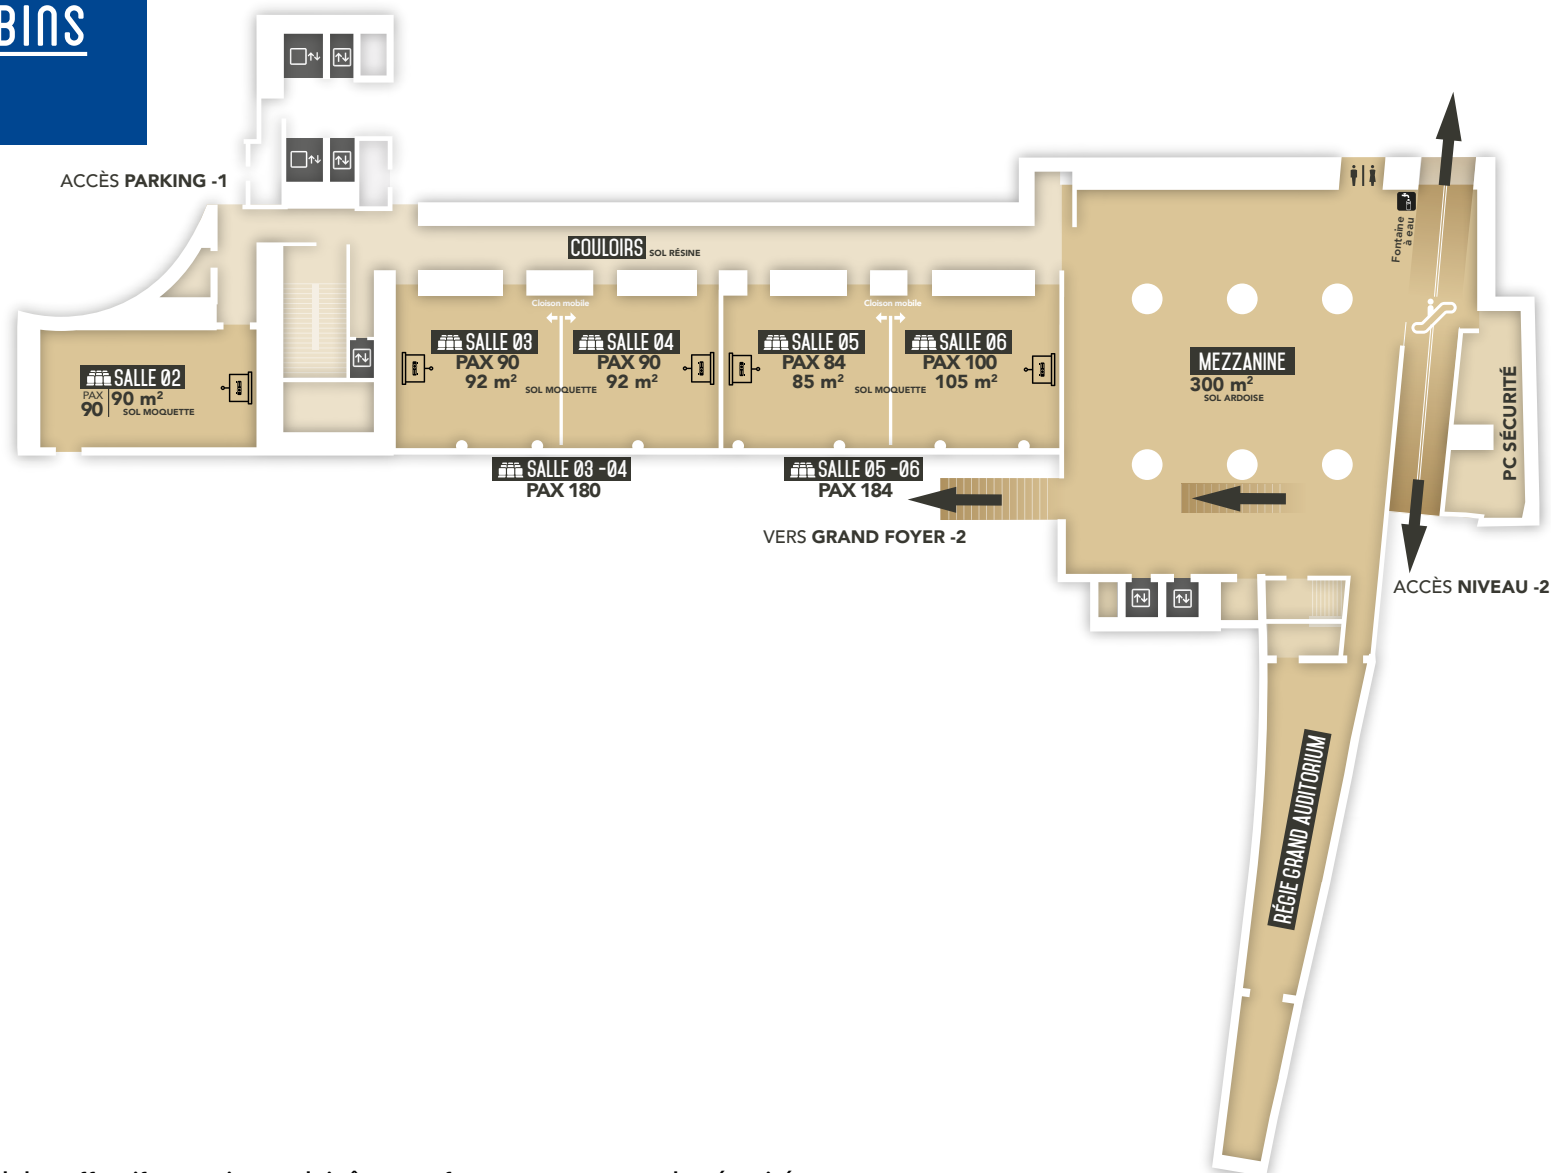 BINS
ACCÈS PARKING -1
COULOIRS SOL RÉSINE
Fontaine
à eau
Cloison mobile
Cloison mobile
SALLE 02
PAX
90
90 m²
SOL MOQUETTE
SALLE 03
PAX 90
92 m²
SALLE 04
PAX 90
92 m²
SOL MOQUETTE
SALLE 05
PAX 84
85 m²
SALLE 06
PAX 100
105 m²
SOL MOQUETTE
MEZZANINE
300 m²
SOL ARDOISE
PC SÉCURITÉ
SALLE 03 -04
PAX 180
SALLE 05 -06
PAX 184
VERS GRAND FOYER -2
ACCÈS NIVEAU -2
RÉGIE GRAND AUDITORIUM